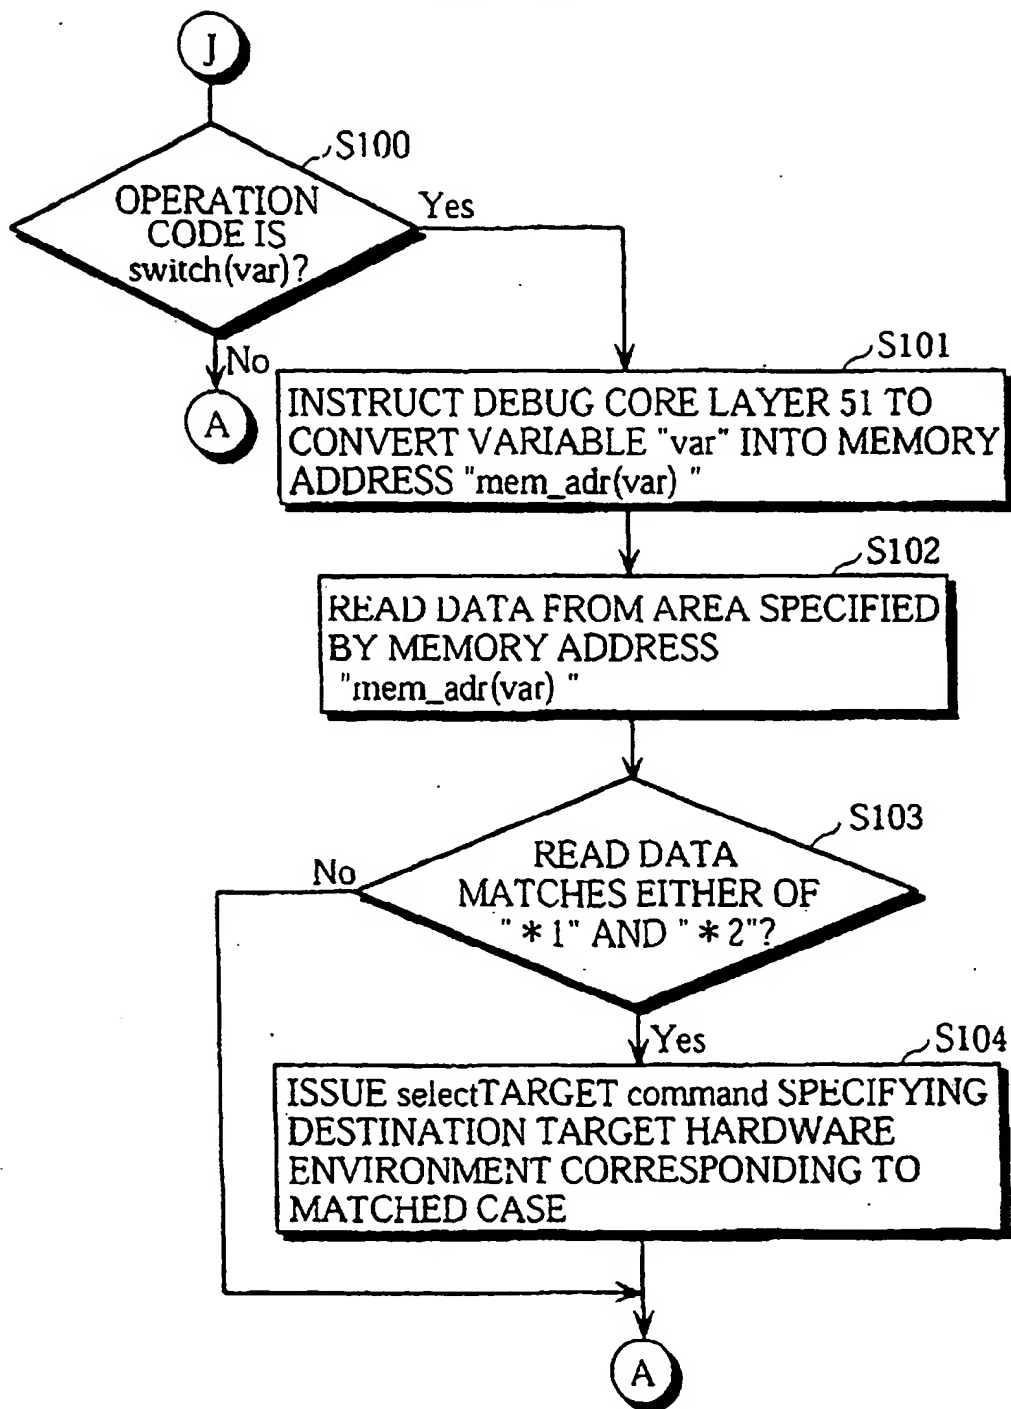 J
S100
OPERATION
CODE IS
switch(var)?
Yes
No
A
S101
INSTRUCT DEBUG CORE LAYER 51 TO
CONVERT VARIABLE "var" INTO MEMORY
ADDRESS "mem_adr(var) "
S102
READ DATA FROM AREA SPECIFIED
BY MEMORY ADDRESS
"mem_adr(var) "
S103
READ DATA
MATCHES EITHER OF
" * 1" AND " * 2"?
No
Yes
S104
ISSUE selectTARGET command SPECIFYING
DESTINATION TARGET HARDWARE
ENVIRONMENT CORRESPONDING TO
MATCHED CASE
A